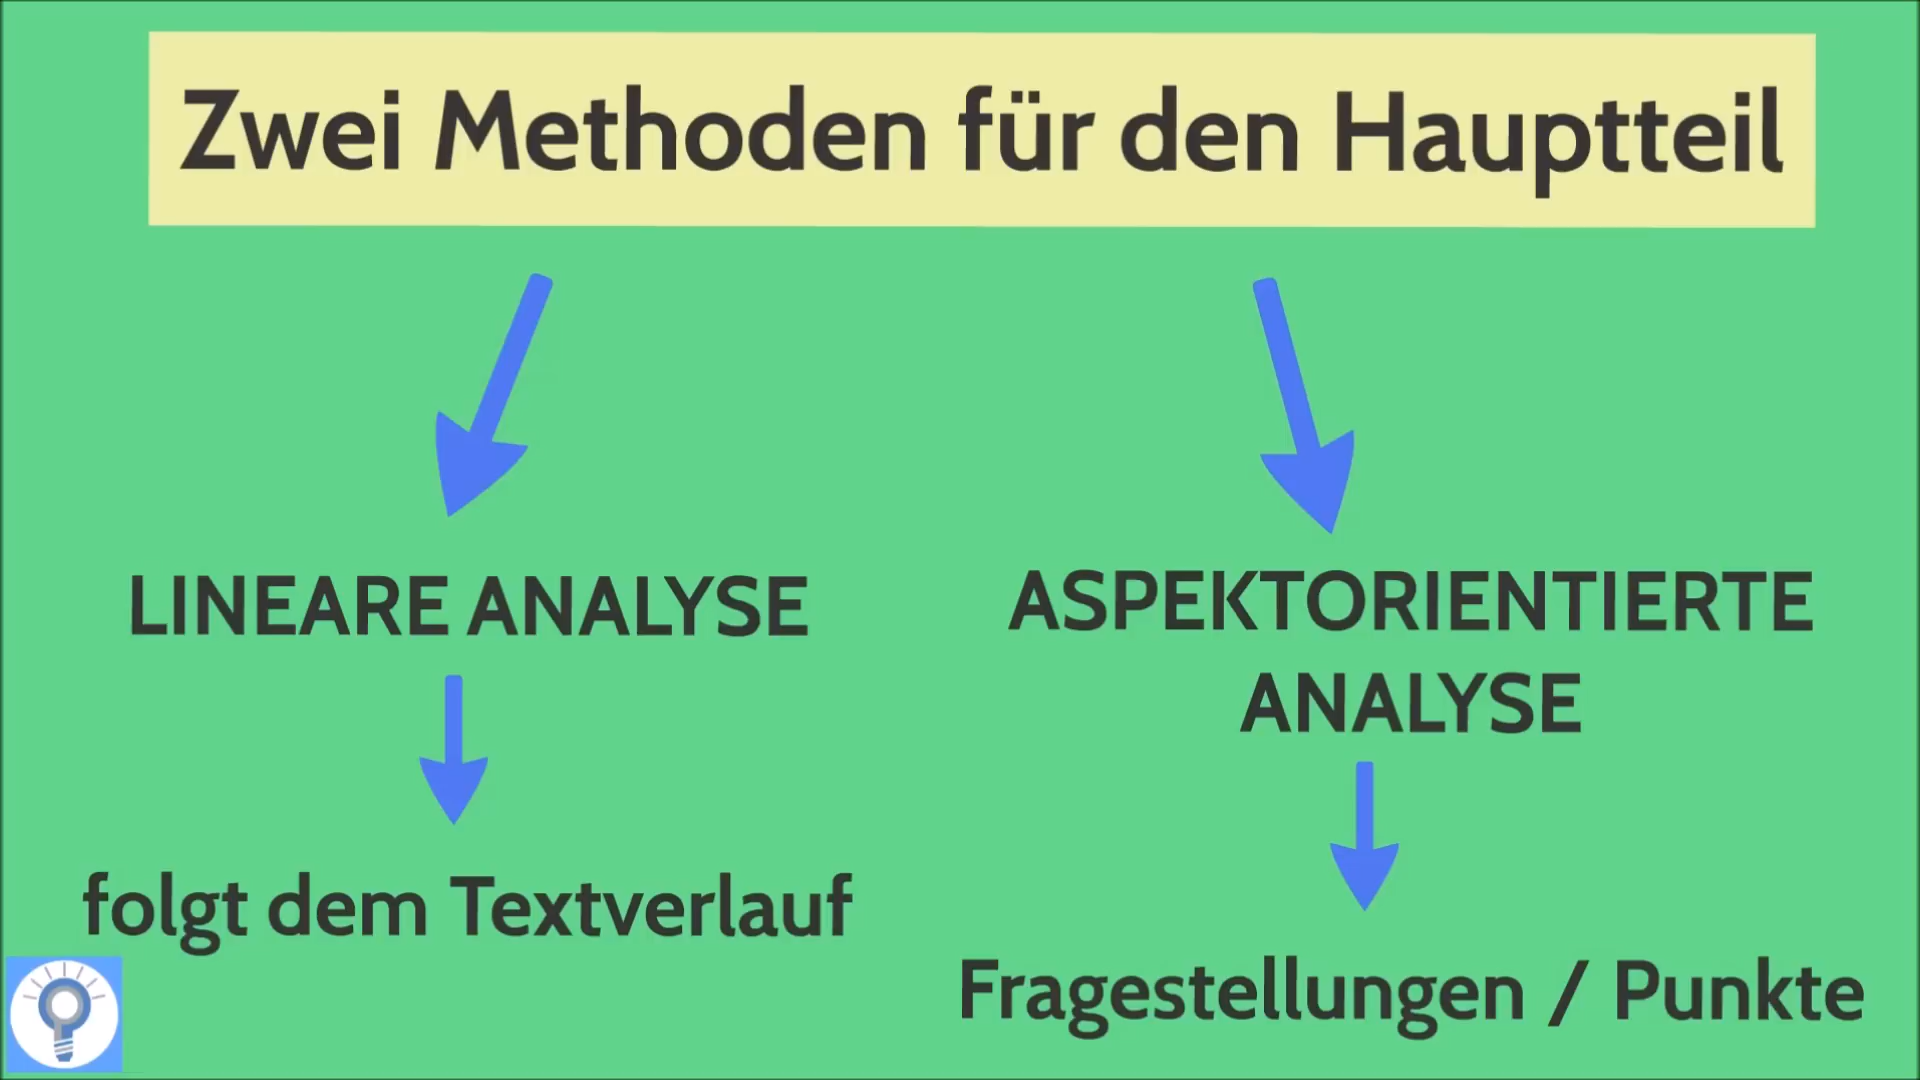 Zwei Methoden für den Hauptteil
LINEARE ANALYSE
folgt dem Textverlauf
ASPEKTORIENTIERTE
ANALYSE
Fragestellungen / Punkte